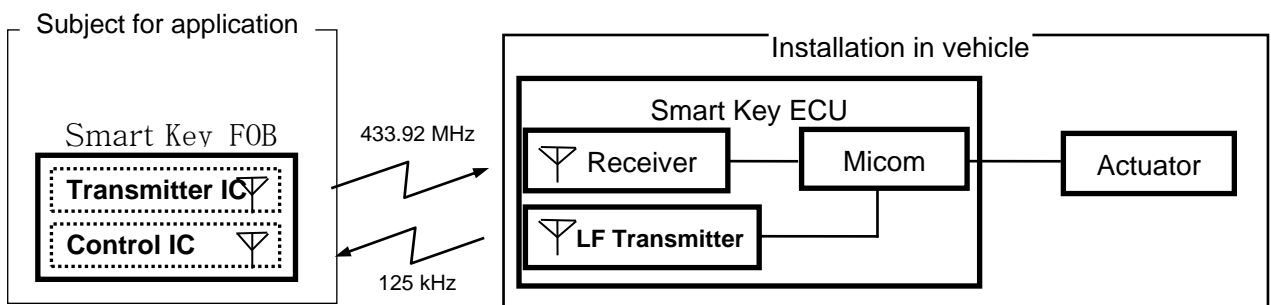 Subject for application
Installation in vehicle
Smart Key ECU
Smart Key FOB
433.92 MHz
Receiver
Micom
Actuator
Transmitter IC
Control IC
LF Transmitter
125 kHz